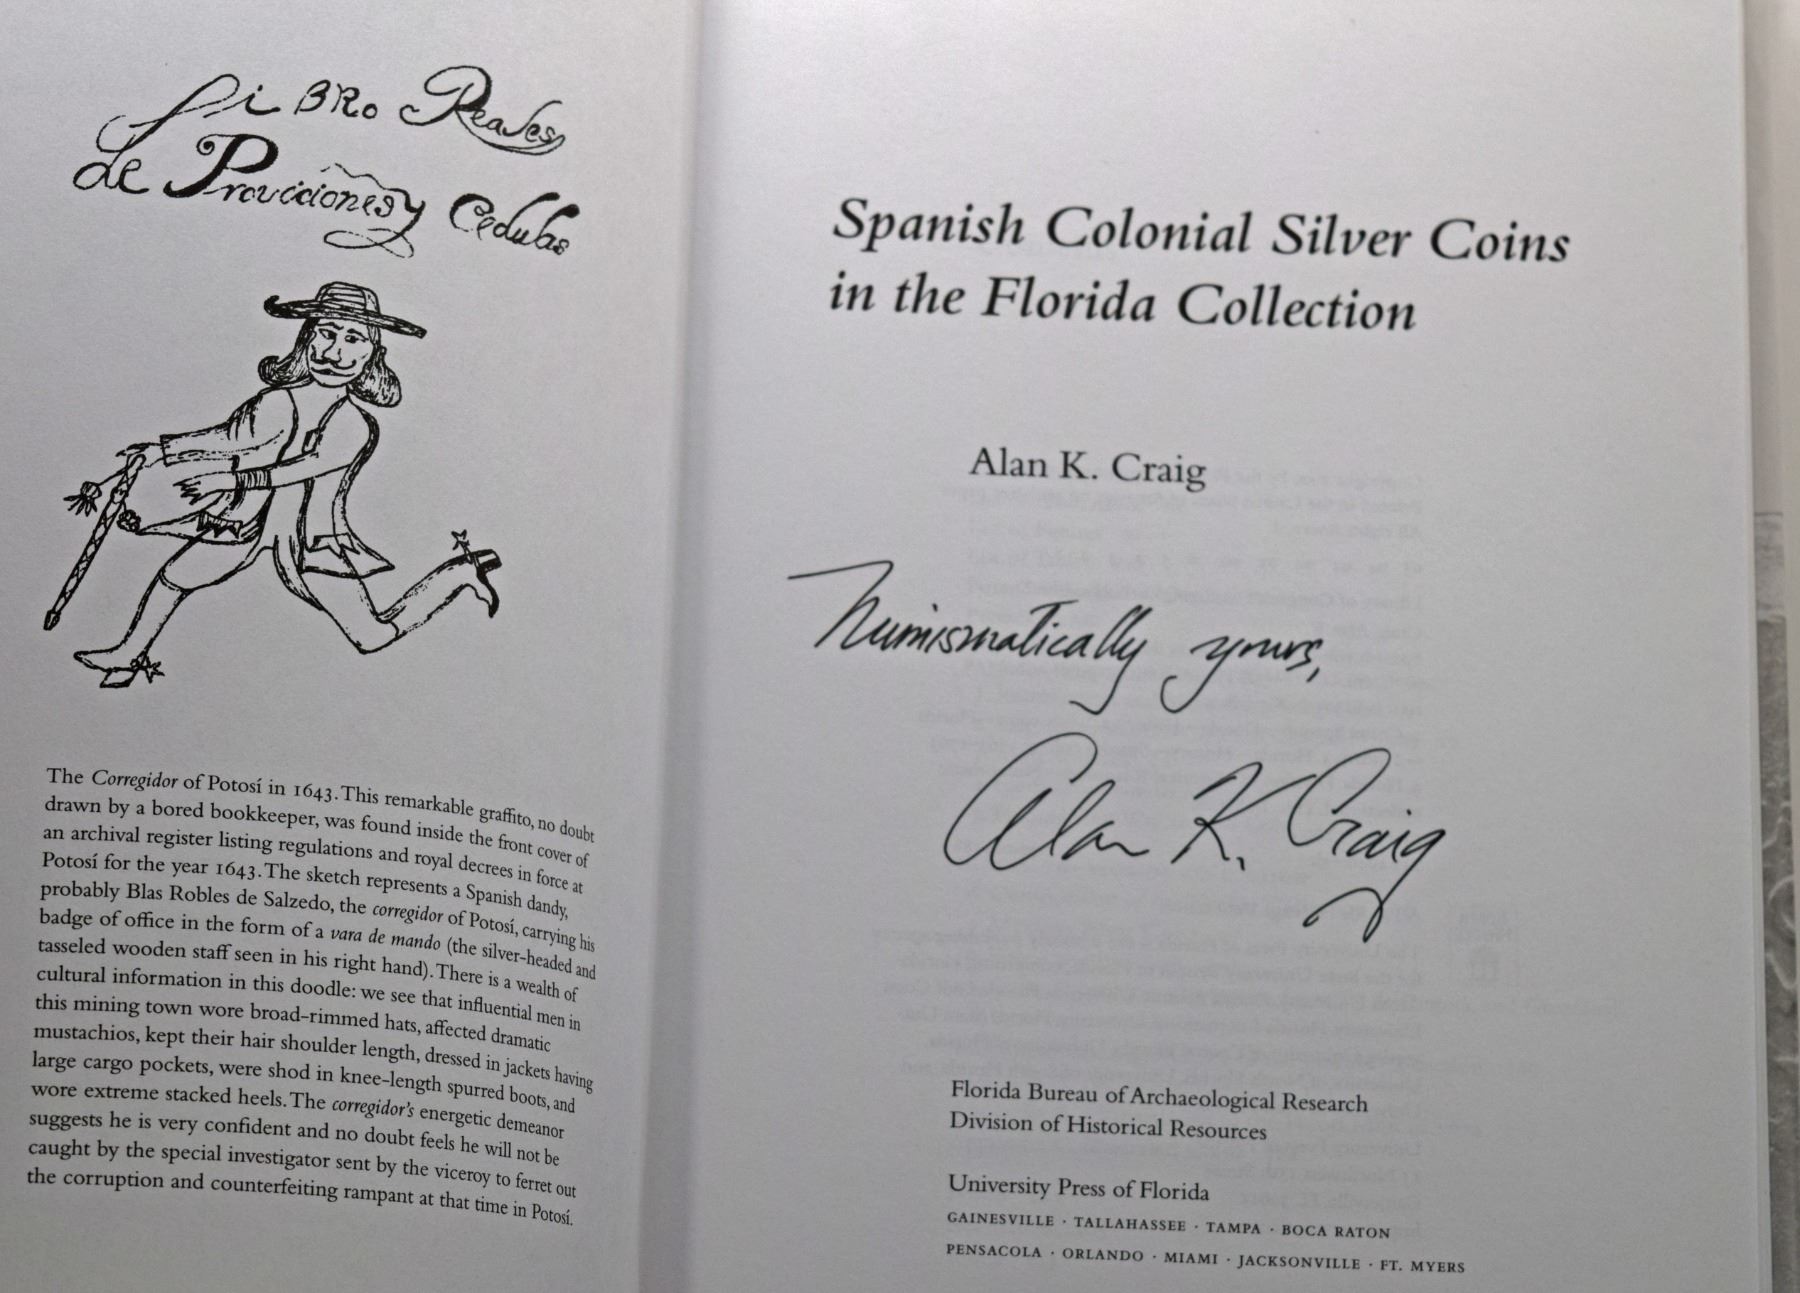 Libro Reales
de Provicionesy Cedulas
The Corregidor of Potosí in 1643. This remarkable graffito, no doubt
drawn by a bored bookkeeper, was found inside the front cover of
an archival register listing regulations and royal decrees in force at
Potosí for the year 1643. The sketch represents a Spanish dandy,
probably Blas Robles de Salzedo, the corregidor of Potosí, carrying his
badge of office in the form of a vara de mando (the silver-headed and
tasseled wooden staff seen in his right hand). There is a wealth of
cultural information in this doodle: we see that influential men in
this mining town wore broad-rimmed hats, affected dramatic
mustachios, kept their hair shoulder length, dressed in jackets having
large cargo pockets, were shod in knee-length spurred boots, and
wore extreme stacked heels. The corregidor's energetic demeanor
suggests he is very confident and no doubt feels he will not be
caught by the special investigator sent by the viceroy to ferret out
the corruption and counterfeiting rampant at that time in Potosí.
Spanish Colonial Silver Coins
in the Florida Collection
Alan K. Craig
Numismatically yours,
Alan K. Craig
Florida Bureau of Archaeological Research
Division of Historical Resources
University Press of Florida
GAINESVILLE · TALLAHASSEE · TAMPA · BOCA RATON
PENSACOLA · ORLANDO · MIAMI · JACKSONVILLE · FT. MYERS